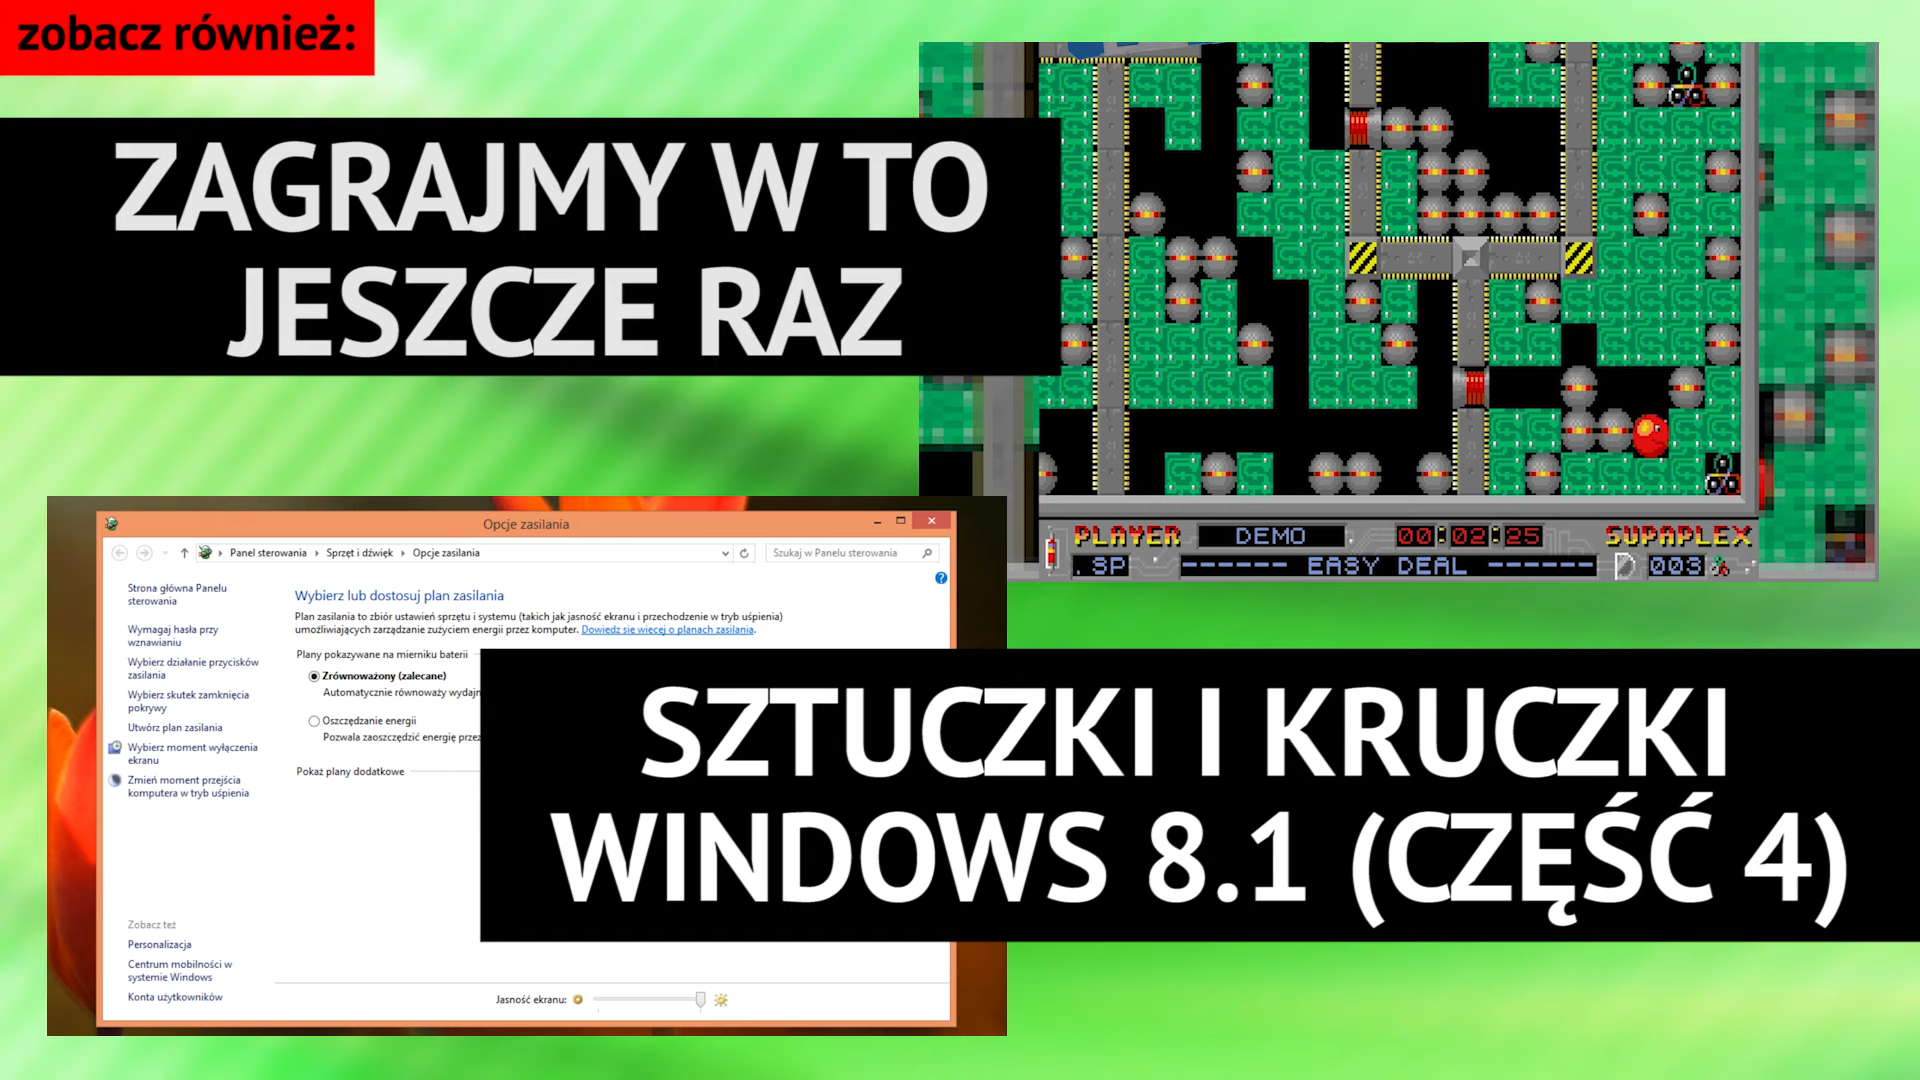 zobacz również:
ZAGRAJMY W TO
JESZCZE RAZ
PLAYER
DEMO
00:02:25
SUPAPLEX
.SP
------ EASY DEAL ------
003
Opcje zasilania
Panel sterowania
Sprzęt i dźwięk
Opcje zasilania
Szukaj w Panelu sterowania
Strona główna Panelu
sterowania
Wymagaj hasła przy
wznawianiu
Wybierz działanie przycisków
zasilania
Wybierz skutek zamknięcia
pokrywy
Utwórz plan zasilania
Wybierz moment wyłączenia
ekranu
Zmień moment przejścia
komputera w tryb uśpienia
Zobacz też
Personalizacja
Centrum mobilności w
systemie Windows
Konta użytkowników
Wybierz lub dostosuj plan zasilania
Plan zasilania to zbiór ustawień sprzętu i systemu (takich jak jasność ekranu i przechodzenie w tryb uśpienia)
umożliwiających zarządzanie zużyciem energii przez komputer. Dowiedz się więcej o planach zasilania.
Plany pokazywane na mierniku baterii
Zrównoważony (zalecane)
Automatycznie równoważy wydajn
Oszczędzanie energii
Pozwala zaoszczędzić energię przez
Pokaż plany dodatkowe
Jasność ekranu:
SZTUCZKI I KRUCZKI
WINDOWS 8.1 (CZĘŚĆ 4)